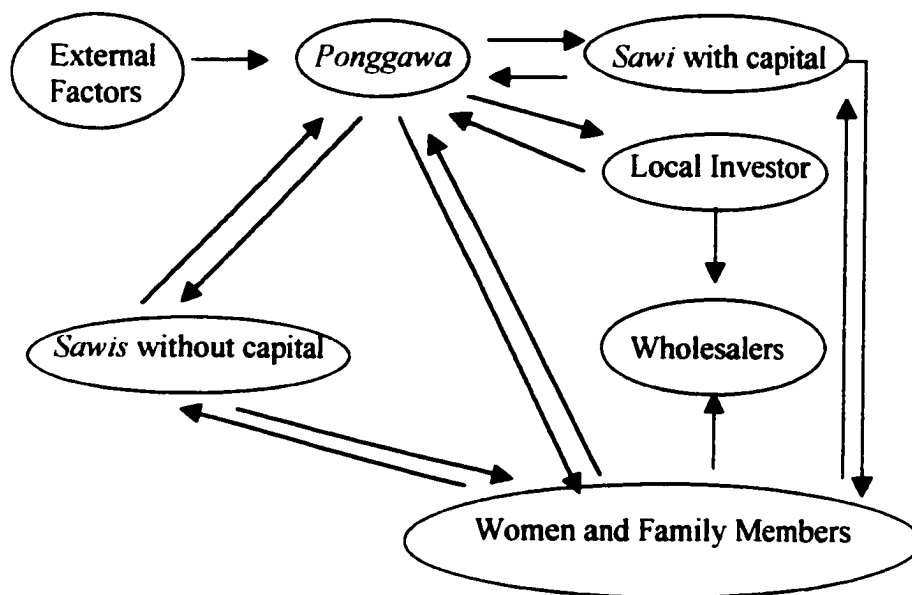 External
Factors
Ponggawa
Sawi with capital
Local Investor
Sawis without capital
Wholesalers
Women and Family Members